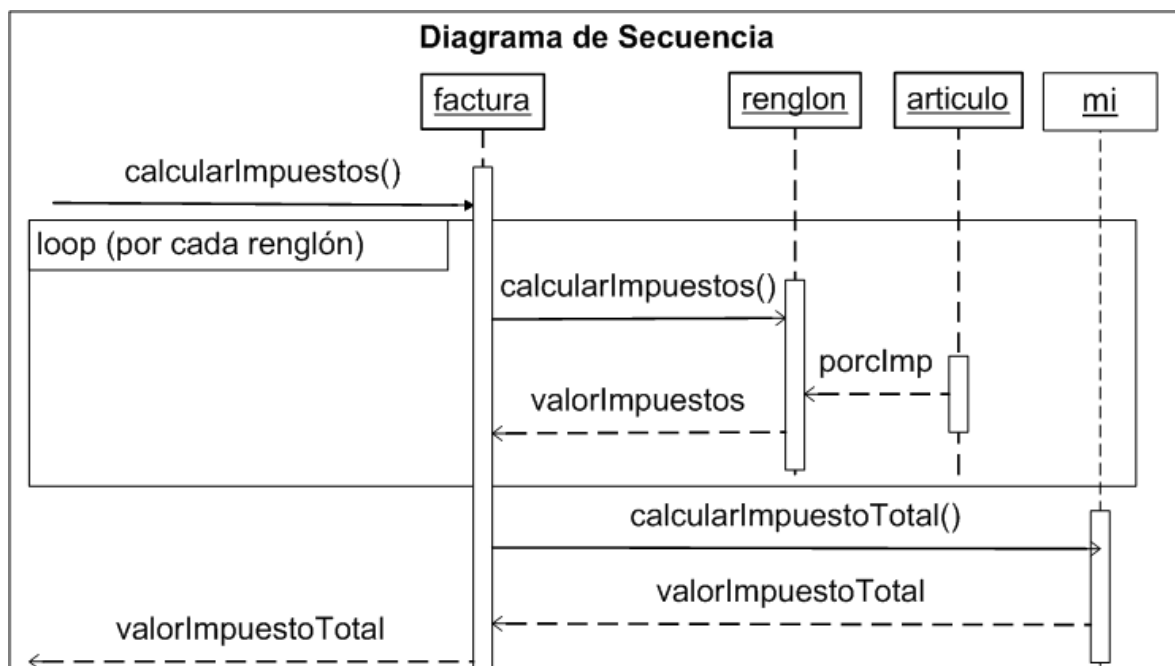 Diagrama de Secuencia
factura
renglon
articulo
mi
calcularImpuestos()
loop (por cada renglón)
calcularImpuestos()
porcImp
valorImpuestos
calcularImpuestoTotal()
valorImpuestoTotal
valorImpuestoTotal